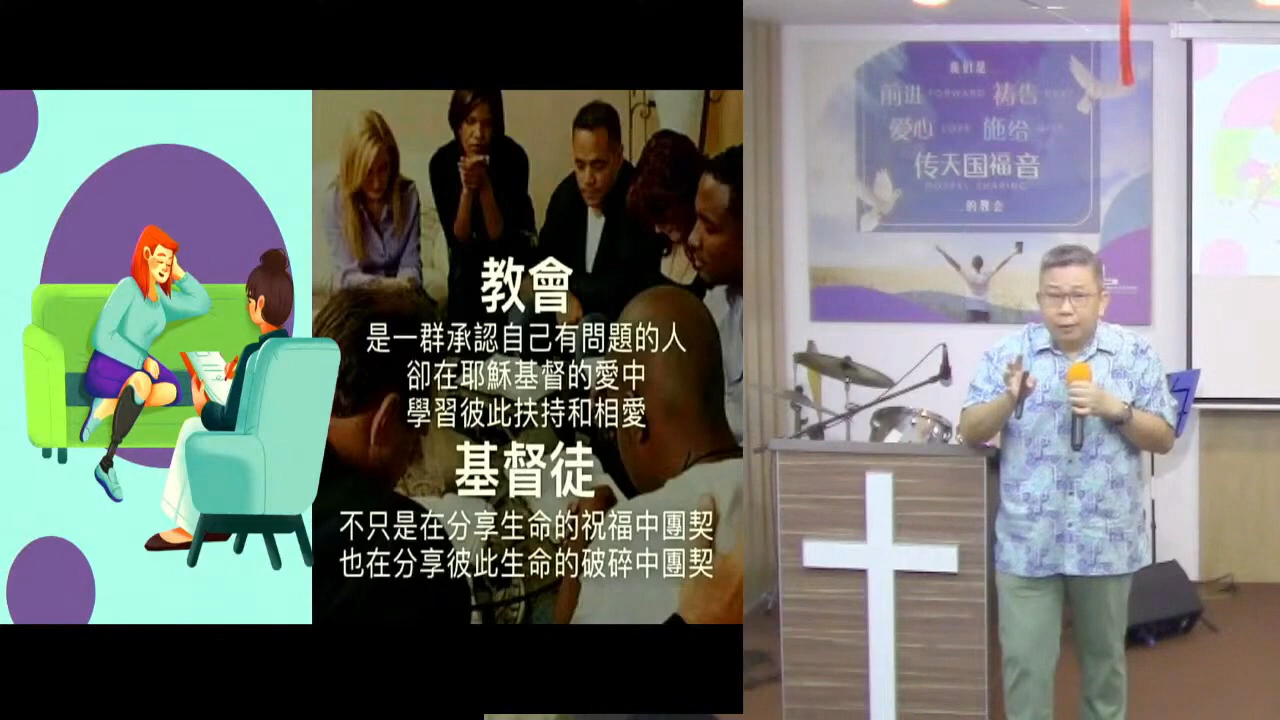 教會
是一群承認自己有問題的人
卻在耶穌基督的愛中
學習彼此扶持和相愛
基督徒
不只是在分享生命的祝福中團契
也在分享彼此生命的破碎中團契
我们是
前进 FORWARD 祷告
爱心 LOVE 施给
传天国福音
GOSPEL SHARING
的教会